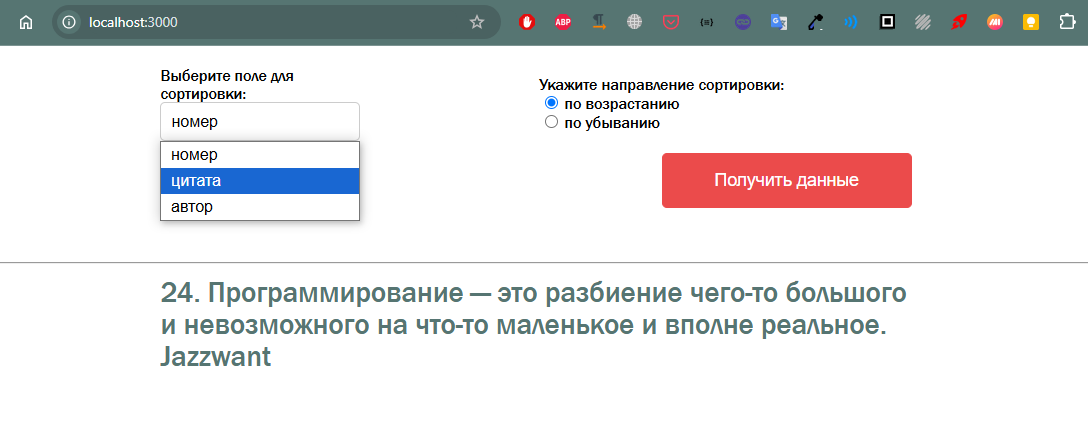 localhost:3000
ABP
Выберите поле для
сортировки:
номер
номер
цитата
автор
Укажите направление сортировки:
по возрастанию
по убыванию
Получить данные
24. Программирование — это разбиение чего-то большого
и невозможного на что-то маленькое и вполне реальное.
Jazzwant